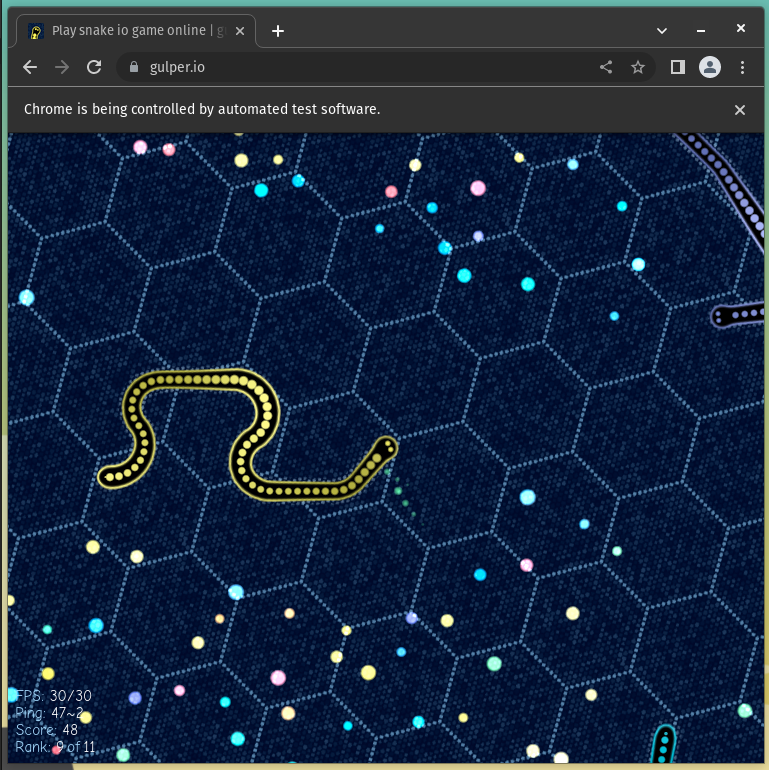 Play snake io game online | g
gulper.io
Chrome is being controlled by automated test software.
FPS: 30/30
Ping: 47~2
Score: 48
Rank: 9 of 11